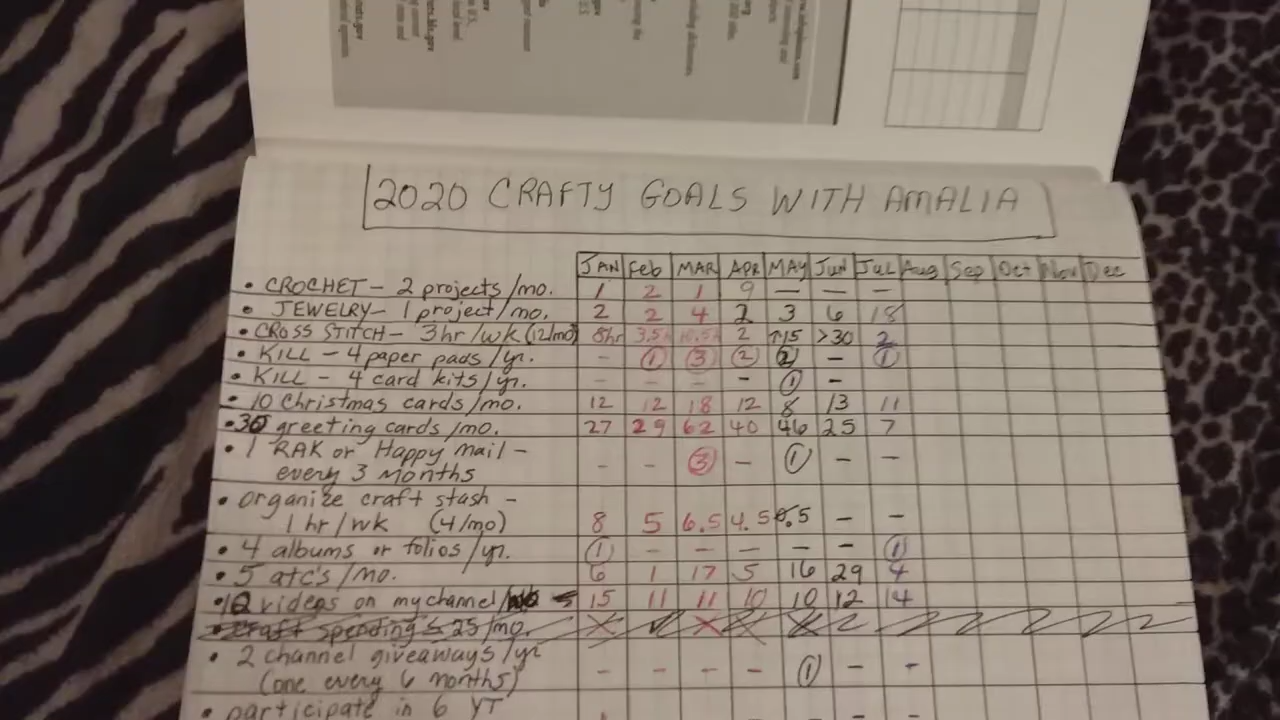 2020 CRAFTY GOALS WITH AMALIA
JAN Feb MAR APR MAY JUN JUL Aug Sep Oct Nov Dec
• CROCHET - 2 projects/mo. 1 2 1 9 — — —
• JEWELRY - 1 project/mo. 2 2 4 2 3 6 18
• CROSS STITCH - 3hr/wk (12/mo) 8hr 3.5h 10.5h 2 15 >30 2
• KILL - 4 paper pads/yr. - 1 3 2 2 - 1
• KILL - 4 card kits/yr. - - - - 1 -
• 10 Christmas cards/mo. 12 12 18 12 8 13 11
• 30 greeting cards/mo. 27 29 62 40 46 25 7
• 1 RAK or Happy Mail -
every 3 months - - 3 - 1 - -
• organize craft stash -
1 hr/wk (4/mo) 8 5 6.5 4.5 .5 - -
• 4 albums or folios/yr. 1 - - - - - 1
• 5 atc's/mo. 6 1 17 5 16 29 4
• 10 videos on my channel/ 15 11 11 10 10 12 14
• craft spending ≤ 25/mo. X ✓ X X X
• 2 channel giveaways/yr
(one every 6 months) - - - - 1 - -
• participate in 6 YT